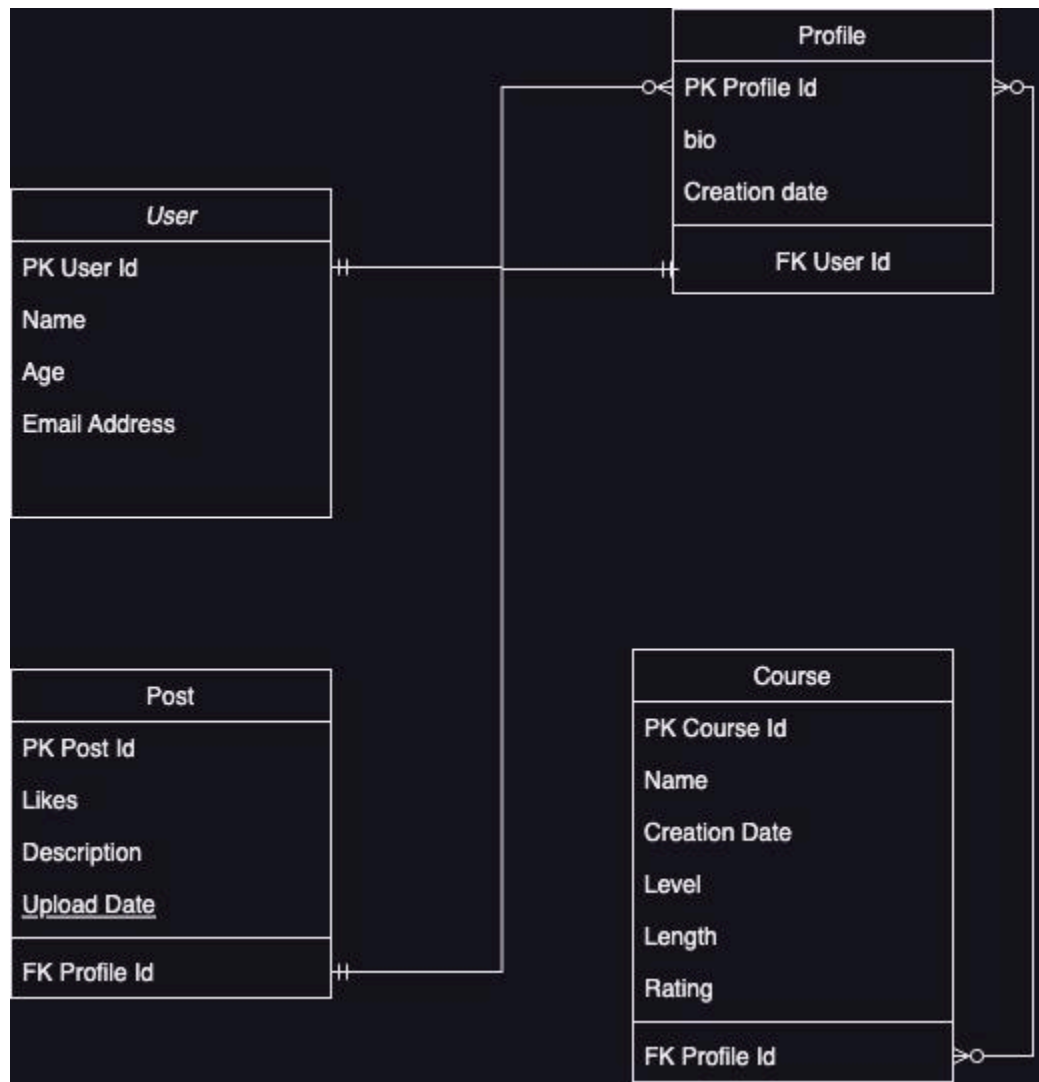 Profile
PK Profile Id
bio
Creation date
FK User Id
User
PK User Id
Name
Age
Email Address
Post
PK Post Id
Likes
Description
Upload Date
FK Profile Id
Course
PK Course Id
Name
Creation Date
Level
Length
Rating
FK Profile Id